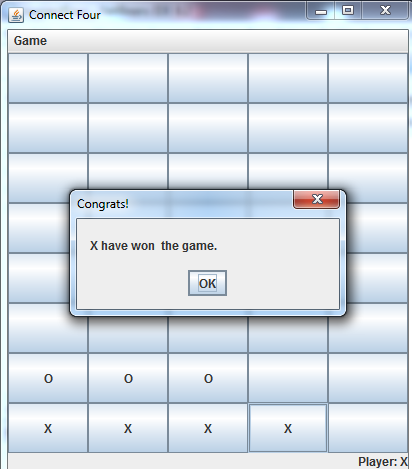 Connect Four
Game
Congrats!
X have won  the game.
OK
O O O
X X X X
Player: X